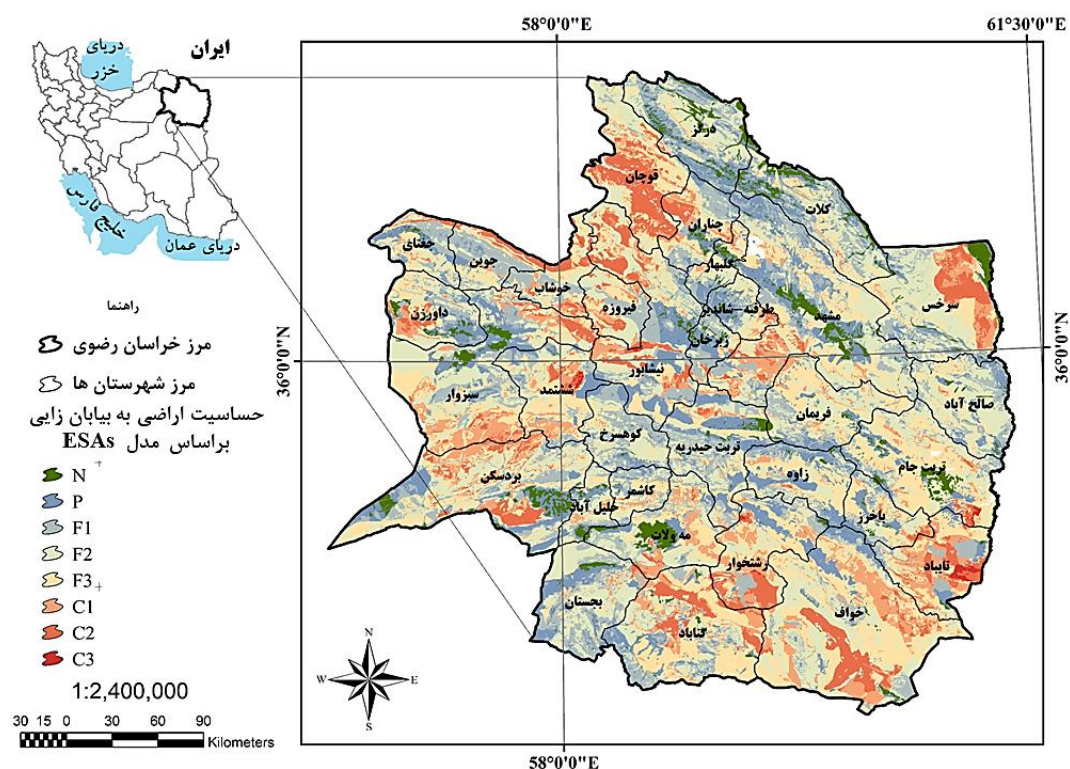 58°0'0"E
61°30'0"E
ایران
دریای
خزر
خلیج فارس
دریای عمان
راهنما
مرز خراسان رضوی
مرز شهرستان ها
حساسیت اراضی به بیابان زایی
براساس مدل ESAs
N
P
F1
F2
F3
C1
C2
C3
1:2,400,000
30 15 0 30 60 90
Kilometers
درگز
قوچان
کلات
چناران
گلبهار
جغتای
جوین
خوشاب
فیروزه
طرقبه شاندیز
مشهد
سرخس
داورزن
زبرخان
نیشابور
36°0'0"N
36°0'0"N
سبزوار
ششتمد
فریمان
صالح آباد
کوهسرخ
تربت حیدریه
تربت جام
بردسکن
زاوه
کاشمر
خلیل آباد
باخرز
مه ولات
رشتخوار
تایباد
بجستان
خواف
گناباد
N
W
E
S
58°0'0"E